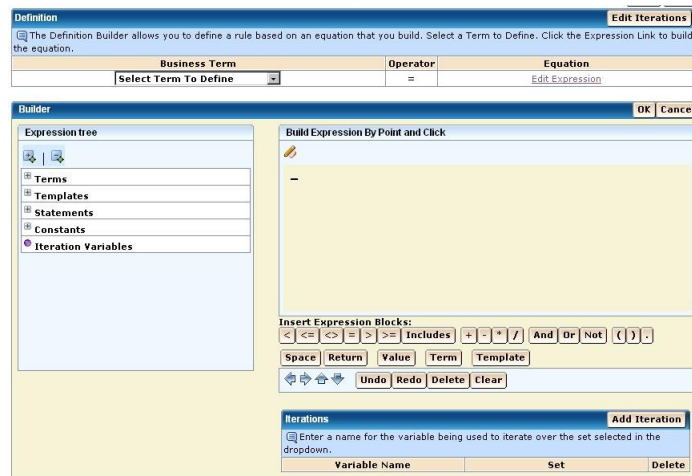 Definition
Edit Iterations
The Definition Builder allows you to define a rule based on an equation that you build. Select a Term to Define. Click the Expression Link to build
the equation.
Business Term Operator Equation
Select Term To Define = Edit Expression
Builder
OK Cance
Expression tree
Build Expression By Point and Click
|
Terms
Templates
Statements
Constants
Iteration Variables
Insert Expression Blocks:
< <= <> = > >= Includes + - * / And Or Not ( ) .
Space Return Value Term Template
Undo Redo Delete Clear
Iterations
Add Iteration
Enter a name for the variable being used to iterate over the set selected in the
dropdown.
Variable Name Set Delete